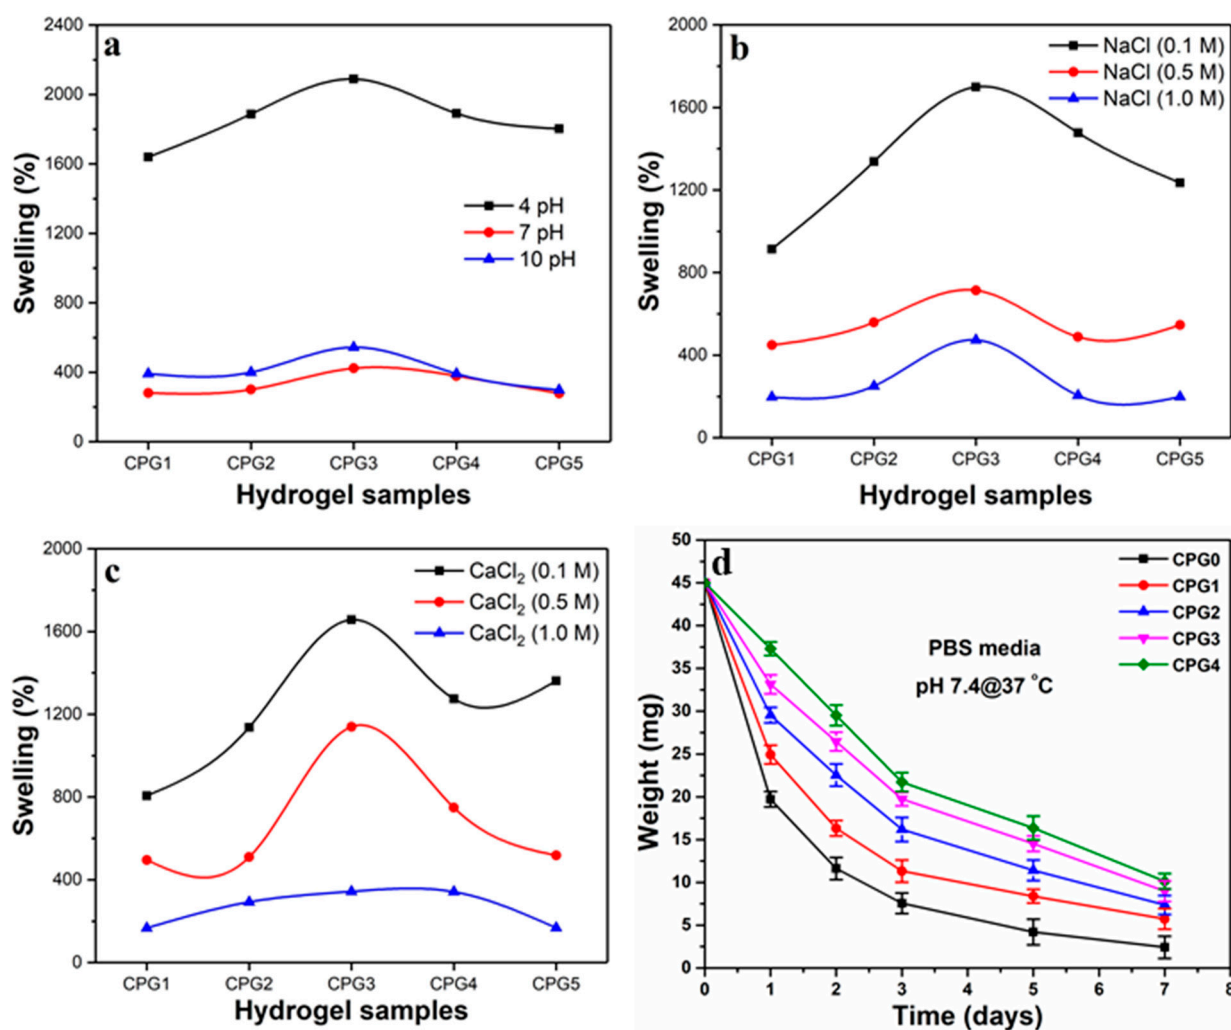 a
2400
2000
1600
1200
800
400
0
Swelling (%)
4 pH
7 pH
10 pH
CPG1 CPG2 CPG3 CPG4 CPG5
Hydrogel samples
b
2000
1600
1200
800
400
0
Swelling (%)
NaCl (0.1 M)
NaCl (0.5 M)
NaCl (1.0 M)
CPG1 CPG2 CPG3 CPG4 CPG5
Hydrogel samples
c
2000
1600
1200
800
400
0
Swelling (%)
CaCl₂ (0.1 M)
CaCl₂ (0.5 M)
CaCl₂ (1.0 M)
CPG1 CPG2 CPG3 CPG4 CPG5
Hydrogel samples
d
50
45
40
35
30
25
20
15
10
5
0
Weight (mg)
CPG0
CPG1
CPG2
CPG3
CPG4
PBS media
pH 7.4@37 °C
0 1 2 3 4 5 6 7 8
Time (days)